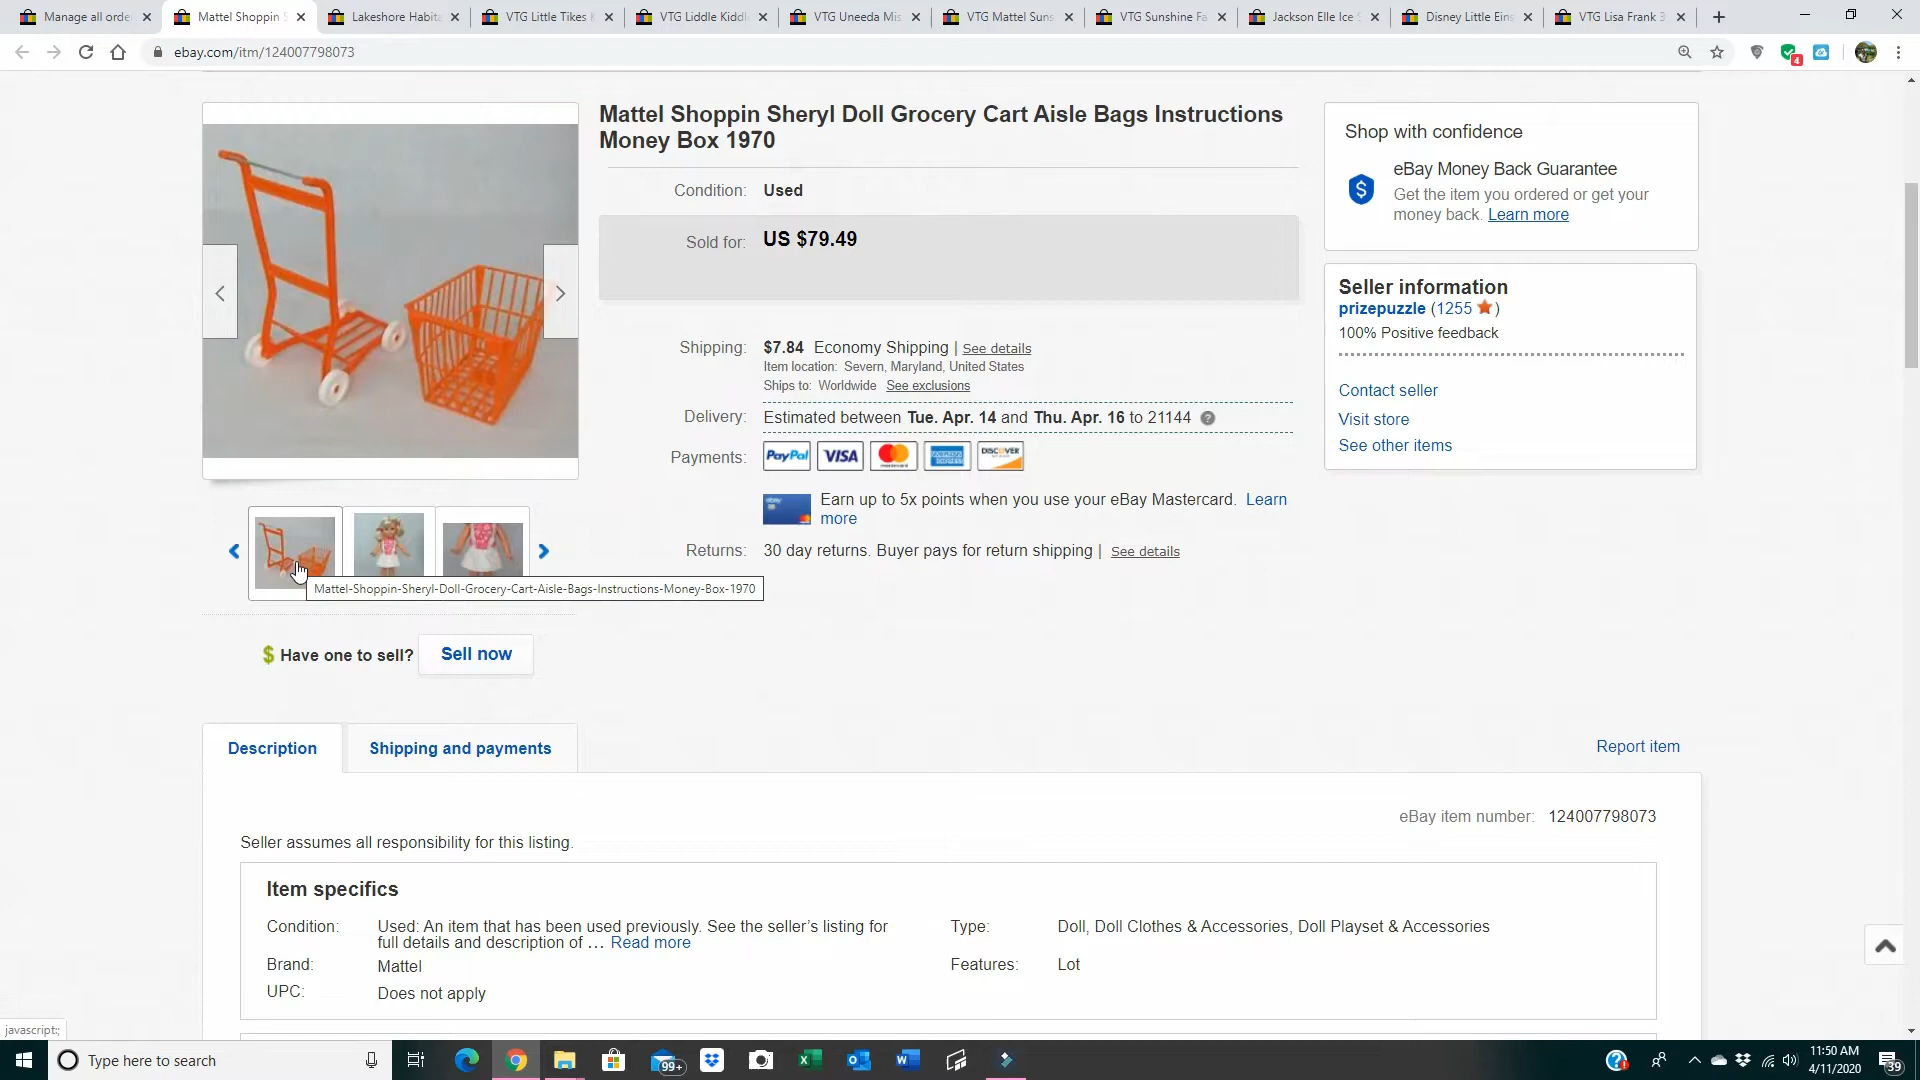 Manage all orde
Mattel Shoppin S
Lakeshore Habita
VTG Little Tikes K
VTG Liddle Kiddl
VTG Uneeda Mis
VTG Mattel Suns
VTG Sunshine Fa
Jackson Elle Ice S
Disney Little Eins
VTG Lisa Frank 3
ebay.com/itm/124007798073
4
Mattel Shoppin Sheryl Doll Grocery Cart Aisle Bags Instructions
Money Box 1970
Condition: Used
Sold for: US $79.49
Shipping: $7.84 Economy Shipping | See details
Item location: Severn, Maryland, United States
Ships to: Worldwide See exclusions
Delivery: Estimated between Tue. Apr. 14 and Thu. Apr. 16 to 21144 ?
Payments: PayPal VISA DISCOVER
Earn up to 5x points when you use your eBay Mastercard. Learn
more
Returns: 30 day returns. Buyer pays for return shipping | See details
Shop with confidence
eBay Money Back Guarantee
Get the item you ordered or get your
money back. Learn more
Seller information
prizepuzzle (1255 )
100% Positive feedback
Contact seller
Visit store
See other items
Mattel-Shoppin-Sheryl-Doll-Grocery-Cart-Aisle-Bags-Instructions-Money-Box-1970
$ Have one to sell? Sell now
Description
Shipping and payments
Report item
eBay item number: 124007798073
Seller assumes all responsibility for this listing.
Item specifics
Condition: Used: An item that has been used previously. See the seller’s listing for
full details and description of ... Read more
Type: Doll, Doll Clothes & Accessories, Doll Playset & Accessories
Brand: Mattel
Features: Lot
UPC: Does not apply
javascript:;
Type here to search
99+
11:50 AM
4/11/2020
39